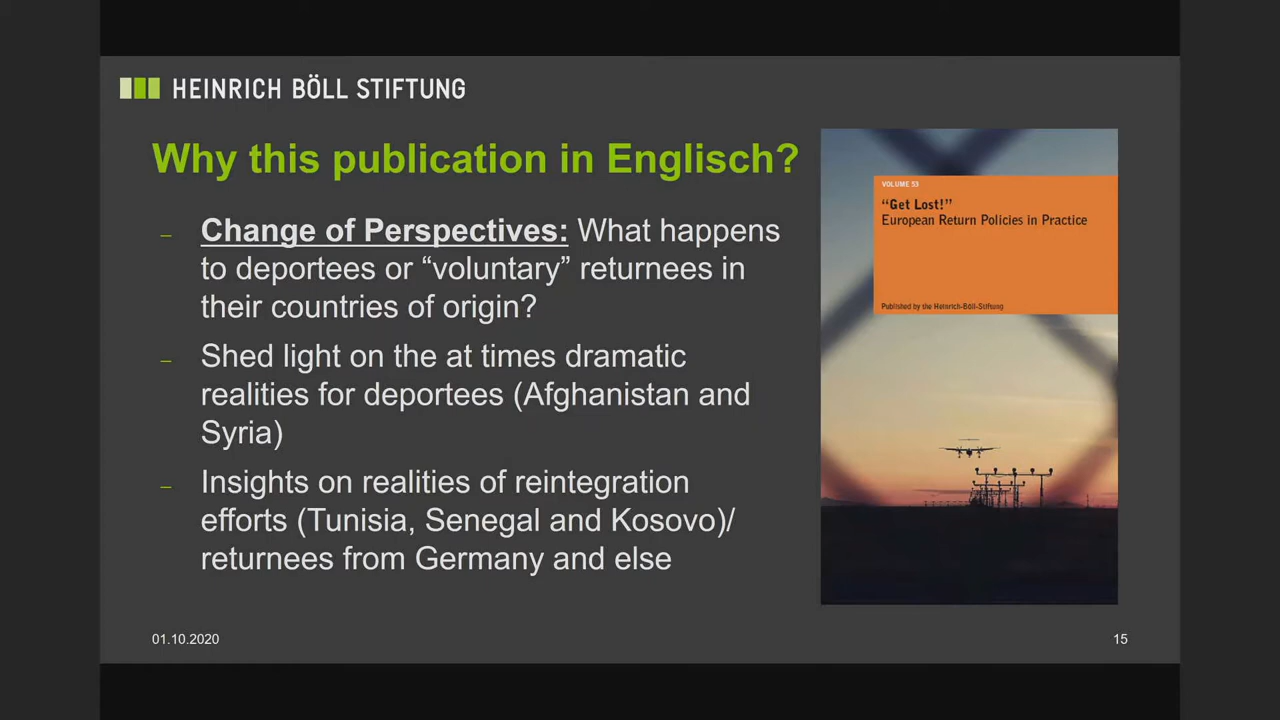 HEINRICH BÖLL STIFTUNG
Why this publication in Englisch?
– Change of Perspectives: What happens
to deportees or “voluntary” returnees in
their countries of origin?
– Shed light on the at times dramatic
realities for deportees (Afghanistan and
Syria)
– Insights on realities of reintegration
efforts (Tunisia, Senegal and Kosovo)/
returnees from Germany and else
VOLUME 53
“Get Lost!”
European Return Policies in Practice
Published by the Heinrich-Böll-Stiftung
01.10.2020
15